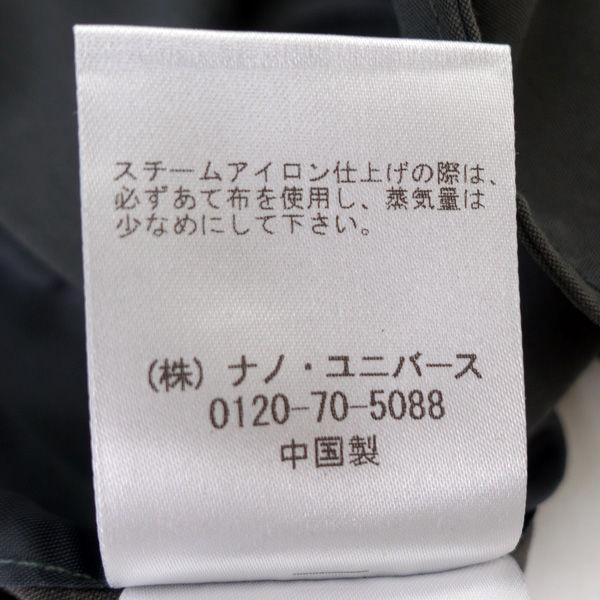 スチームアイロン仕上げの際は、
必ずあて布を使用し、蒸気量は
少なめにして下さい。
(株) ナノ・ユニバース
0120-70-5088
中国製